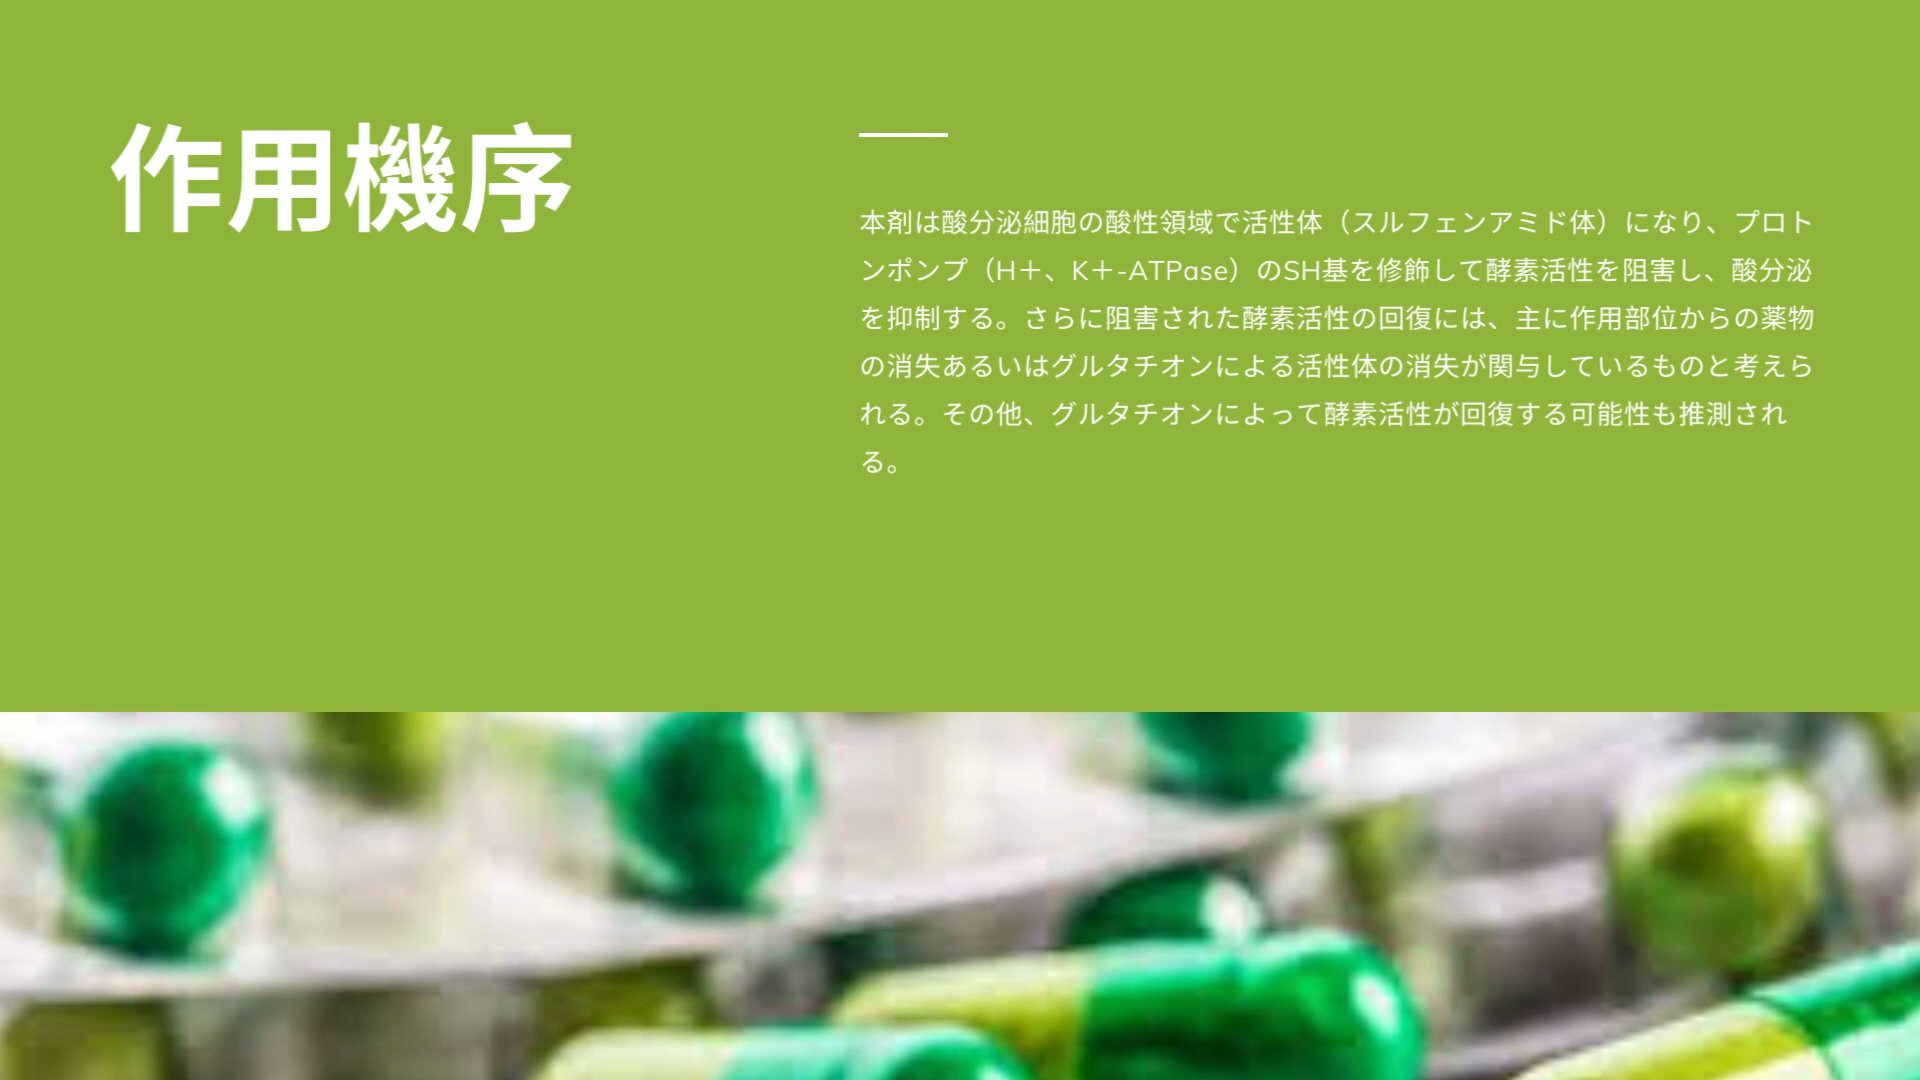 作用機序
本剤は酸分泌細胞の酸性領域で活性体（スルフェンアミド体）になり、プロト
ンポンプ（H＋、K＋-ATPase）のSH基を修飾して酵素活性を阻害し、酸分泌
を抑制する。さらに阻害された酵素活性の回復には、主に作用部位からの薬物
の消失あるいはグルタチオンによる活性体の消失が関与しているものと考えら
れる。その他、グルタチオンによって酵素活性が回復する可能性も推測され
る。